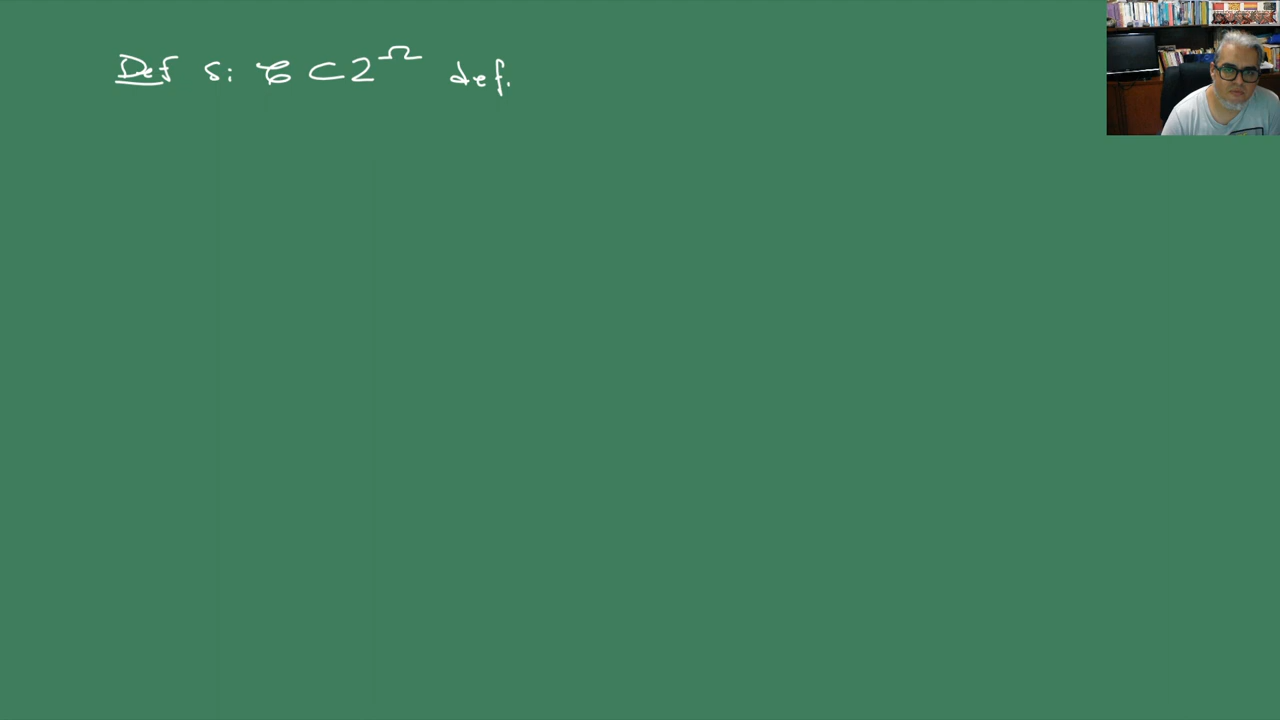 Def si 𝒞 ⊂ 2^Ω def.